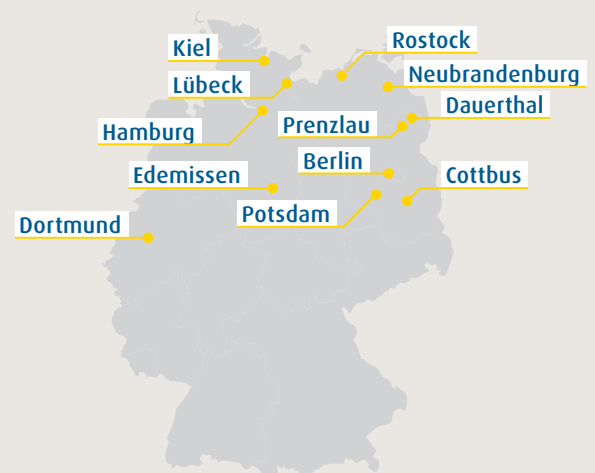 Rostock
Kiel
Neubrandenburg
Lübeck
Dauerthal
Prenzlau
Hamburg
Berlin
Edemissen
Cottbus
Potsdam
Dortmund